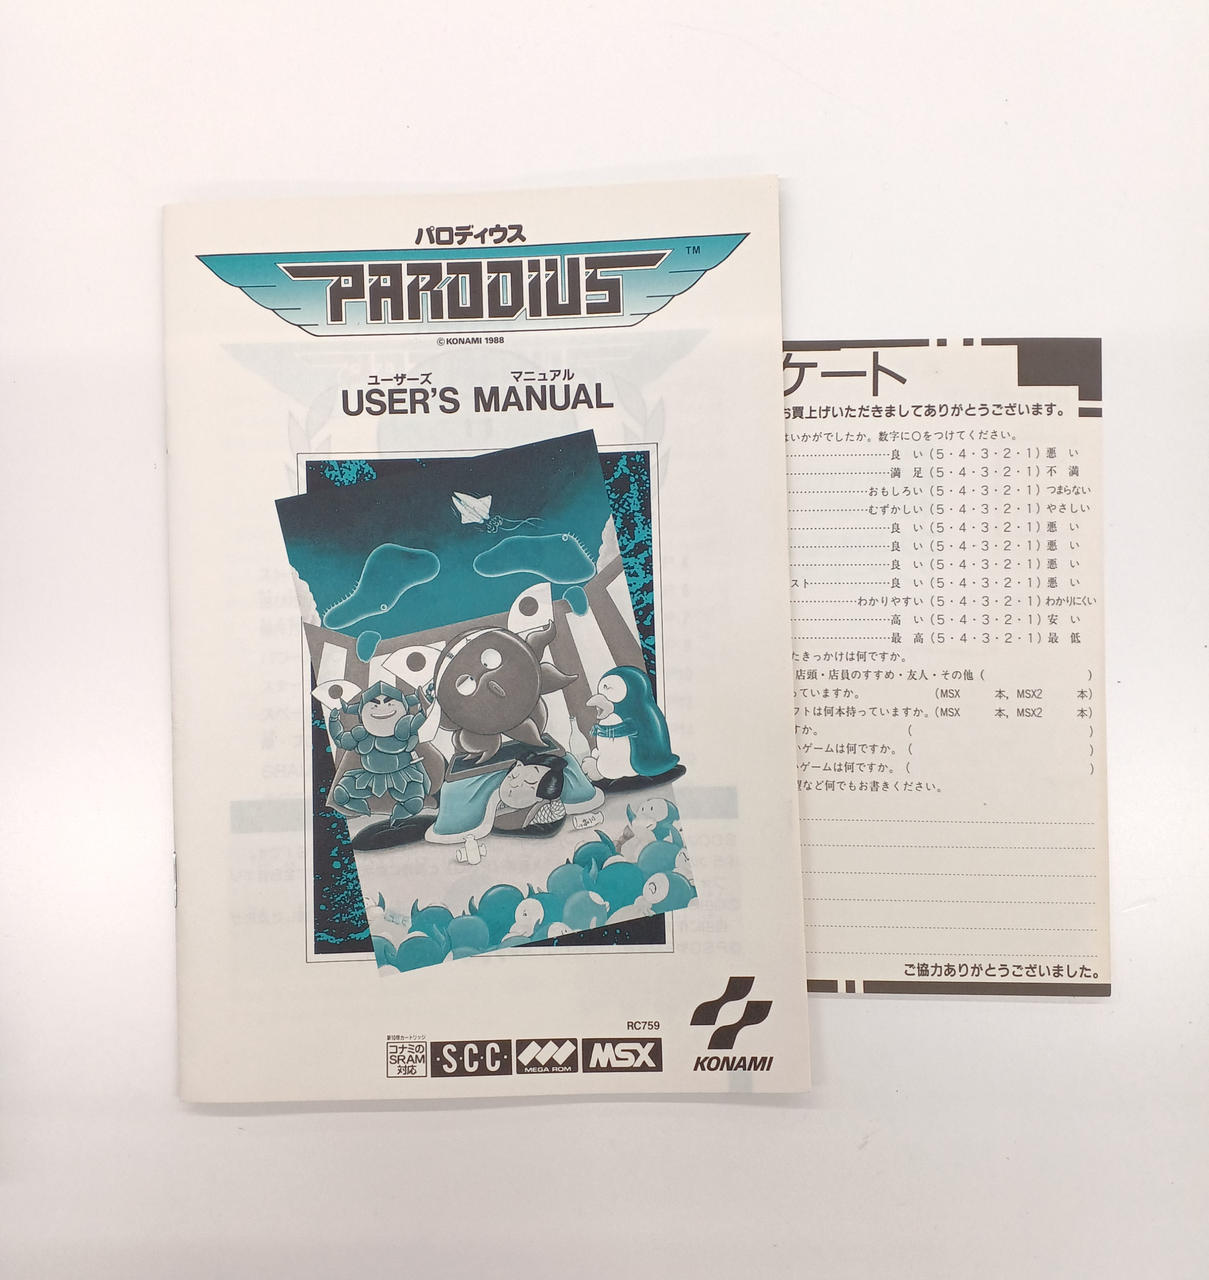 パロディウス
PARODIUS
TM
© KONAMI 1988
ユーザーズ マニュアル
USER'S MANUAL
RC759
コナミの
SRAM
対応
·S·C·C·
MEGA ROM
MSX
KONAMI
ケート
お買上げいただきましてありがとうございます。
はいかがでしたか。数字に○をつけてください。
良 い (5・4・3・2・1) 悪 い
満 足 (5・4・3・2・1) 不 満
おもしろい (5・4・3・2・1) つまらない
むずかしい (5・4・3・2・1) やさしい
良 い (5・4・3・2・1) 悪 い
良 い (5・4・3・2・1) 悪 い
良 い (5・4・3・2・1) 悪 い
スト 良 い (5・4・3・2・1) 悪 い
わかりやすい (5・4・3・2・1) わかりにくい
高 い (5・4・3・2・1) 安 い
最 高 (5・4・3・2・1) 最 低
たきっかけは何ですか。
店頭・店員のすすめ・友人・その他 ( )
っていますか。 (MSX 本, MSX2 本)
フトは何本持っていますか。(MSX 本, MSX2 本)
すか。 ( )
いゲームは何ですか。 ( )
いゲームは何ですか。 ( )
望など何でもお書きください。
ご協力ありがとうございました。